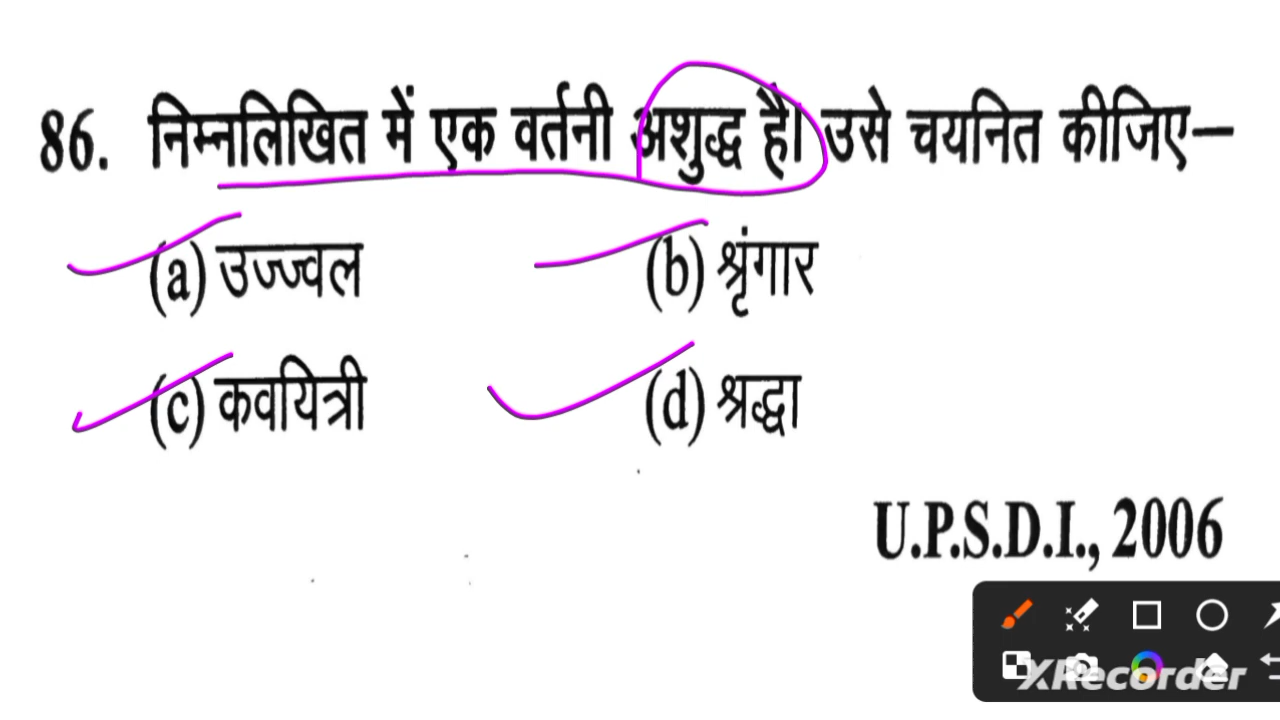 86. निम्नलिखित में एक वर्तनी अशुद्ध है। उसे चयनित कीजिए—
(a) उज्ज्वल (b) श्रृंगार
(c) कवयित्री (d) श्रद्धा
U.P.S.D.I., 2006
XRecorder